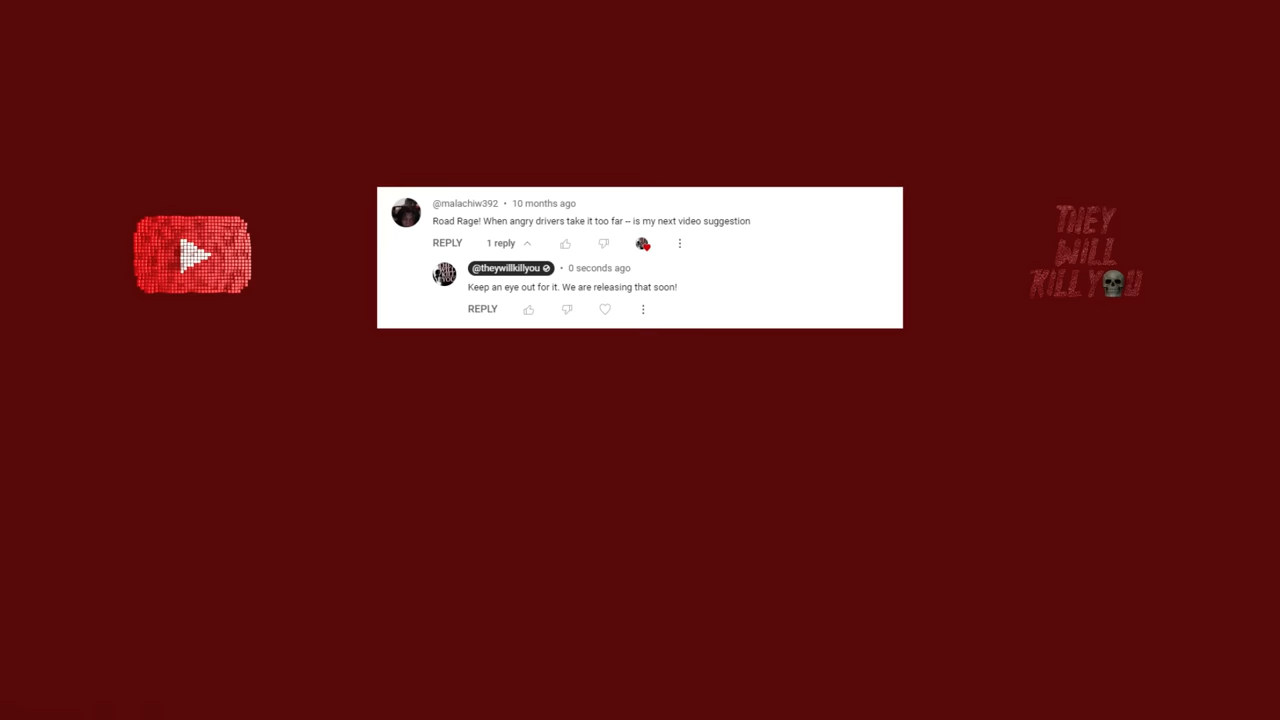 @malachiw392 • 10 months ago
Road Rage! When angry drivers take it too far -- is my next video suggestion
REPLY 1 reply
@theywillkillyou • 0 seconds ago
Keep an eye out for it. We are releasing that soon!
REPLY
THEY
WILL
KILL YOU